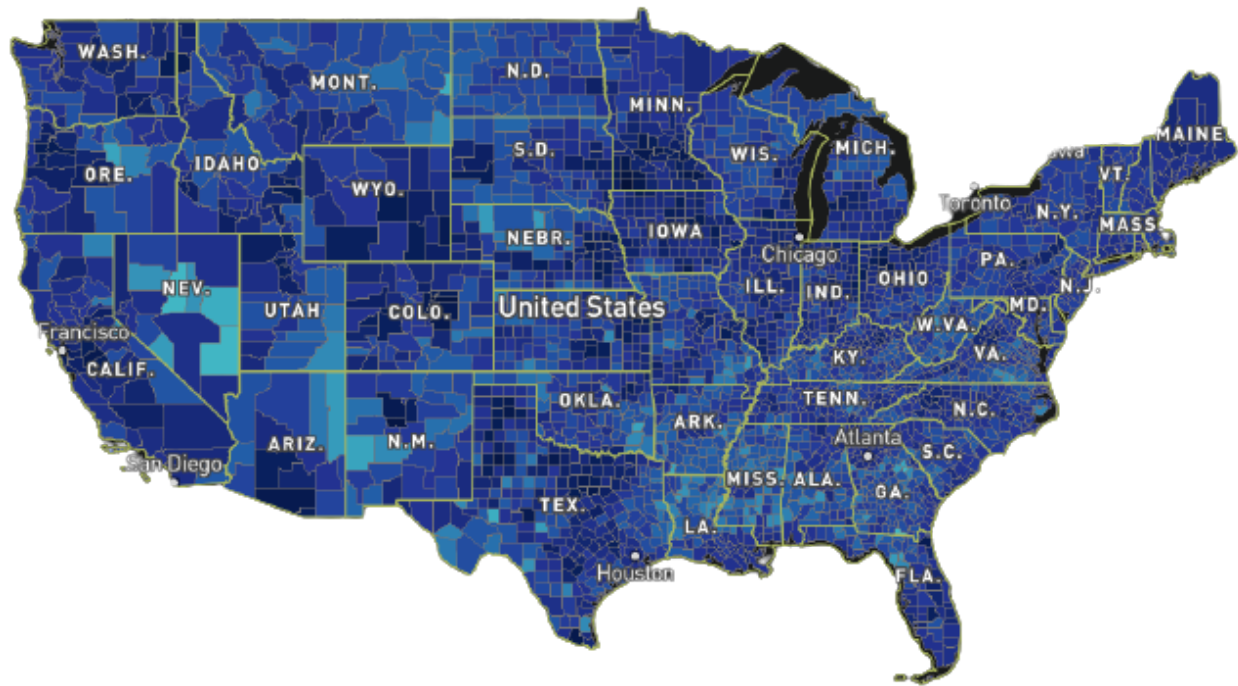 WASH.
MONT.
N.D.
MINN.
MAINE
ORE.
IDAHO
S.D.
WIS.
MICH.
VT.
WYO.
Toronto
N.Y.
MASS.
NEBR.
IOWA
Chicago
PA.
NEV.
UTAH
COLO.
United States
ILL.
IND.
OHIO
N.J.
MD.
Francisco
W.VA.
CALIF.
KY.
VA.
OKLA.
TENN.
N.C.
San Diego
ARIZ.
N.M.
ARK.
Atlanta
S.C.
TEX.
MISS.
ALA.
GA.
LA.
Houston
FLA.